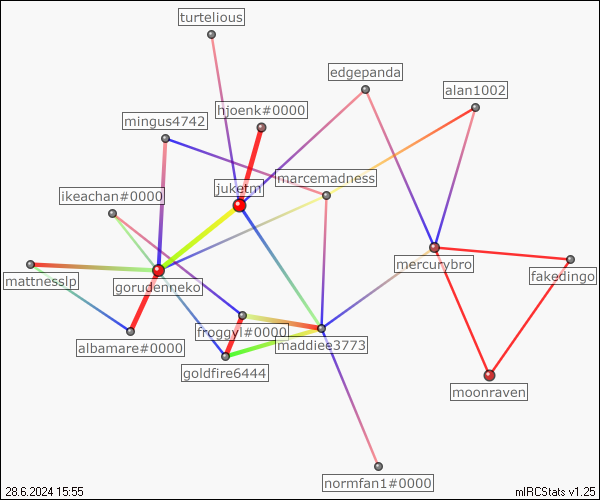 turtelious
edgepanda
alan1002
hjoenk#0000
mingus4742
marcemadness
juketm
ikeachan#0000
mercurybro
fakedingo
mattnesslp
gorudenneko
froggyl#0000
maddiee3773
albamare#0000
goldfire6444
moonraven
normfan1#0000
28.6.2024 15:55
mIRCStats v1.25